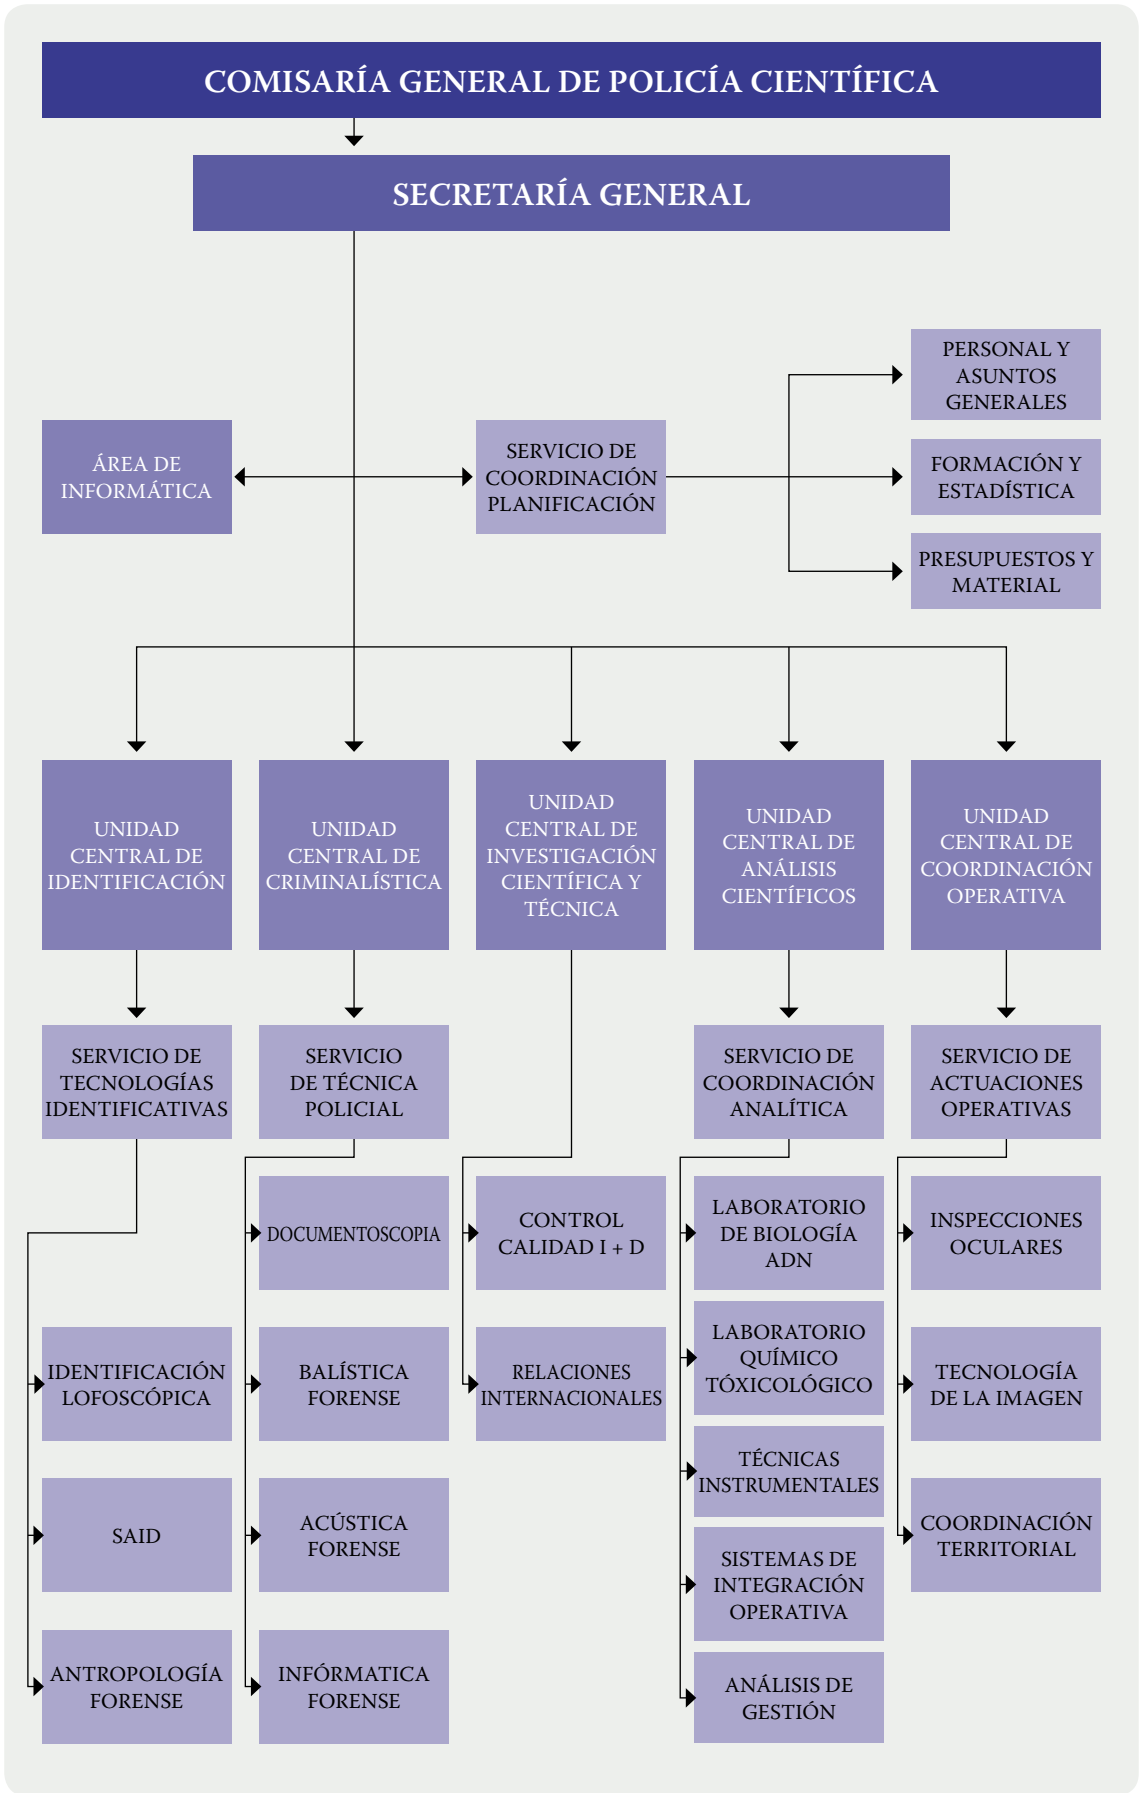 COMISARÍA GENERAL DE POLICÍA CIENTÍFICA
SECRETARÍA GENERAL
PERSONAL Y
ASUNTOS
GENERALES
ÁREA DE
INFORMÁTICA
SERVICIO DE
COORDINACIÓN
PLANIFICACIÓN
FORMACIÓN Y
ESTADÍSTICA
PRESUPUESTOS Y
MATERIAL
UNIDAD
CENTRAL DE
IDENTIFICACIÓN
UNIDAD
CENTRAL DE
CRIMINALÍSTICA
UNIDAD
CENTRAL DE
INVESTIGACIÓN
CIENTÍFICA Y
TÉCNICA
UNIDAD
CENTRAL DE
ANÁLISIS
CIENTÍFICOS
UNIDAD
CENTRAL DE
COORDINACIÓN
OPERATIVA
SERVICIO DE
TECNOLOGÍAS
IDENTIFICATIVAS
SERVICIO
DE TÉCNICA
POLICIAL
SERVICIO DE
COORDINACIÓN
ANALÍTICA
SERVICIO DE
ACTUACIONES
OPERATIVAS
IDENTIFICACIÓN
LOFOSCÓPICA
SAID
ANTROPOLOGÍA
FORENSE
DOCUMENTOSCOPIA
BALÍSTICA
FORENSE
ACÚSTICA
FORENSE
INFÓRMATICA
FORENSE
CONTROL
CALIDAD I + D
RELACIONES
INTERNACIONALES
LABORATORIO
DE BIOLOGÍA
ADN
LABORATORIO
QUÍMICO
TÓXICOLÓGICO
TÉCNICAS
INSTRUMENTALES
SISTEMAS DE
INTEGRACIÓN
OPERATIVA
ANÁLISIS DE
GESTIÓN
INSPECCIONES
OCULARES
TECNOLOGÍA
DE LA IMAGEN
COORDINACIÓN
TERRITORIAL